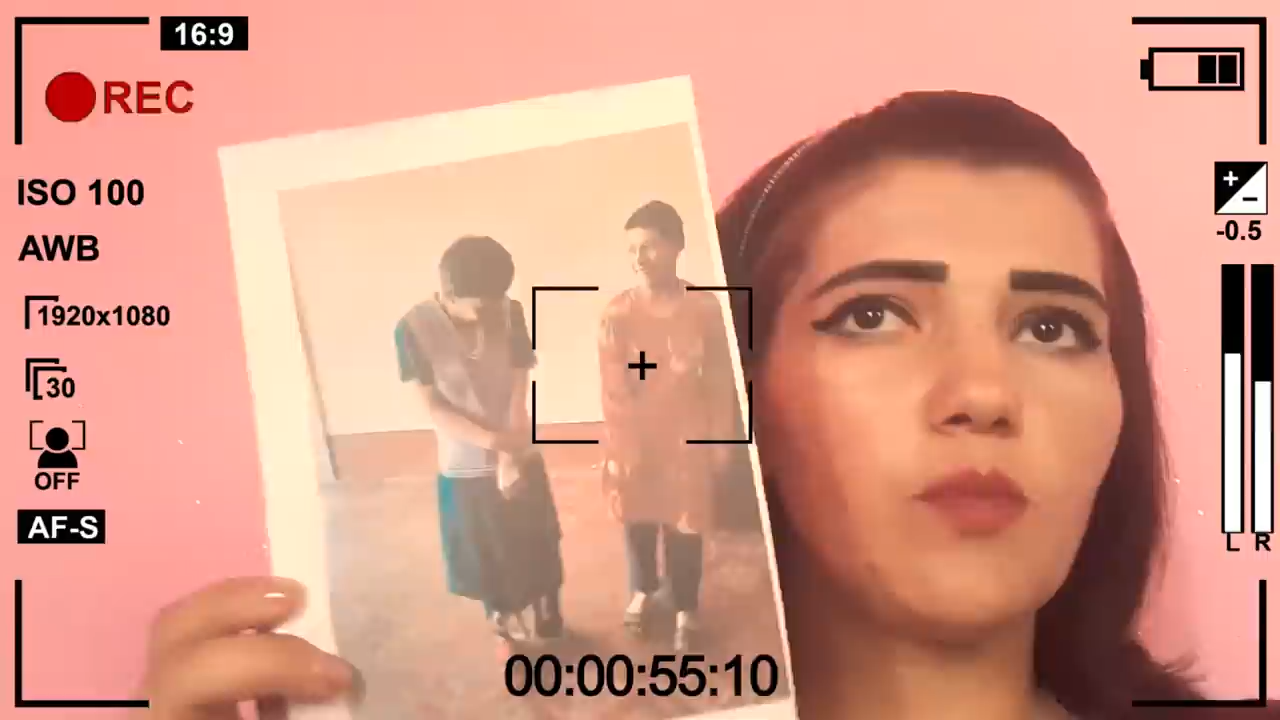 16:9
REC
ISO 100
AWB
1920x1080
30
OFF
AF-S
+
−
-0.5
L R
00:00:55:10